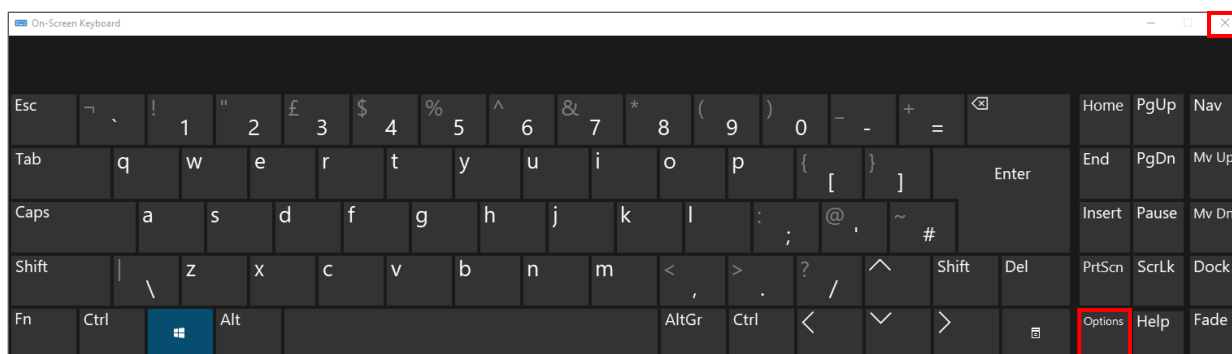 On-Screen Keyboard
Esc ¬ ` ! 1 " 2 £ 3 $ 4 % 5 ^ 6 & 7 * 8 ( 9 ) 0 _ - + = Home PgUp Nav
Tab q w e r t y u i o p { [ } ] Enter End PgDn Mv Up
Caps a s d f g h j k l : ; @ ' ~ # Insert Pause Mv Dn
Shift | \ z x c v b n m < , > . ? / Shift Del PrtScn ScrLk Dock
Fn Ctrl Alt AltGr Ctrl Options Help Fade